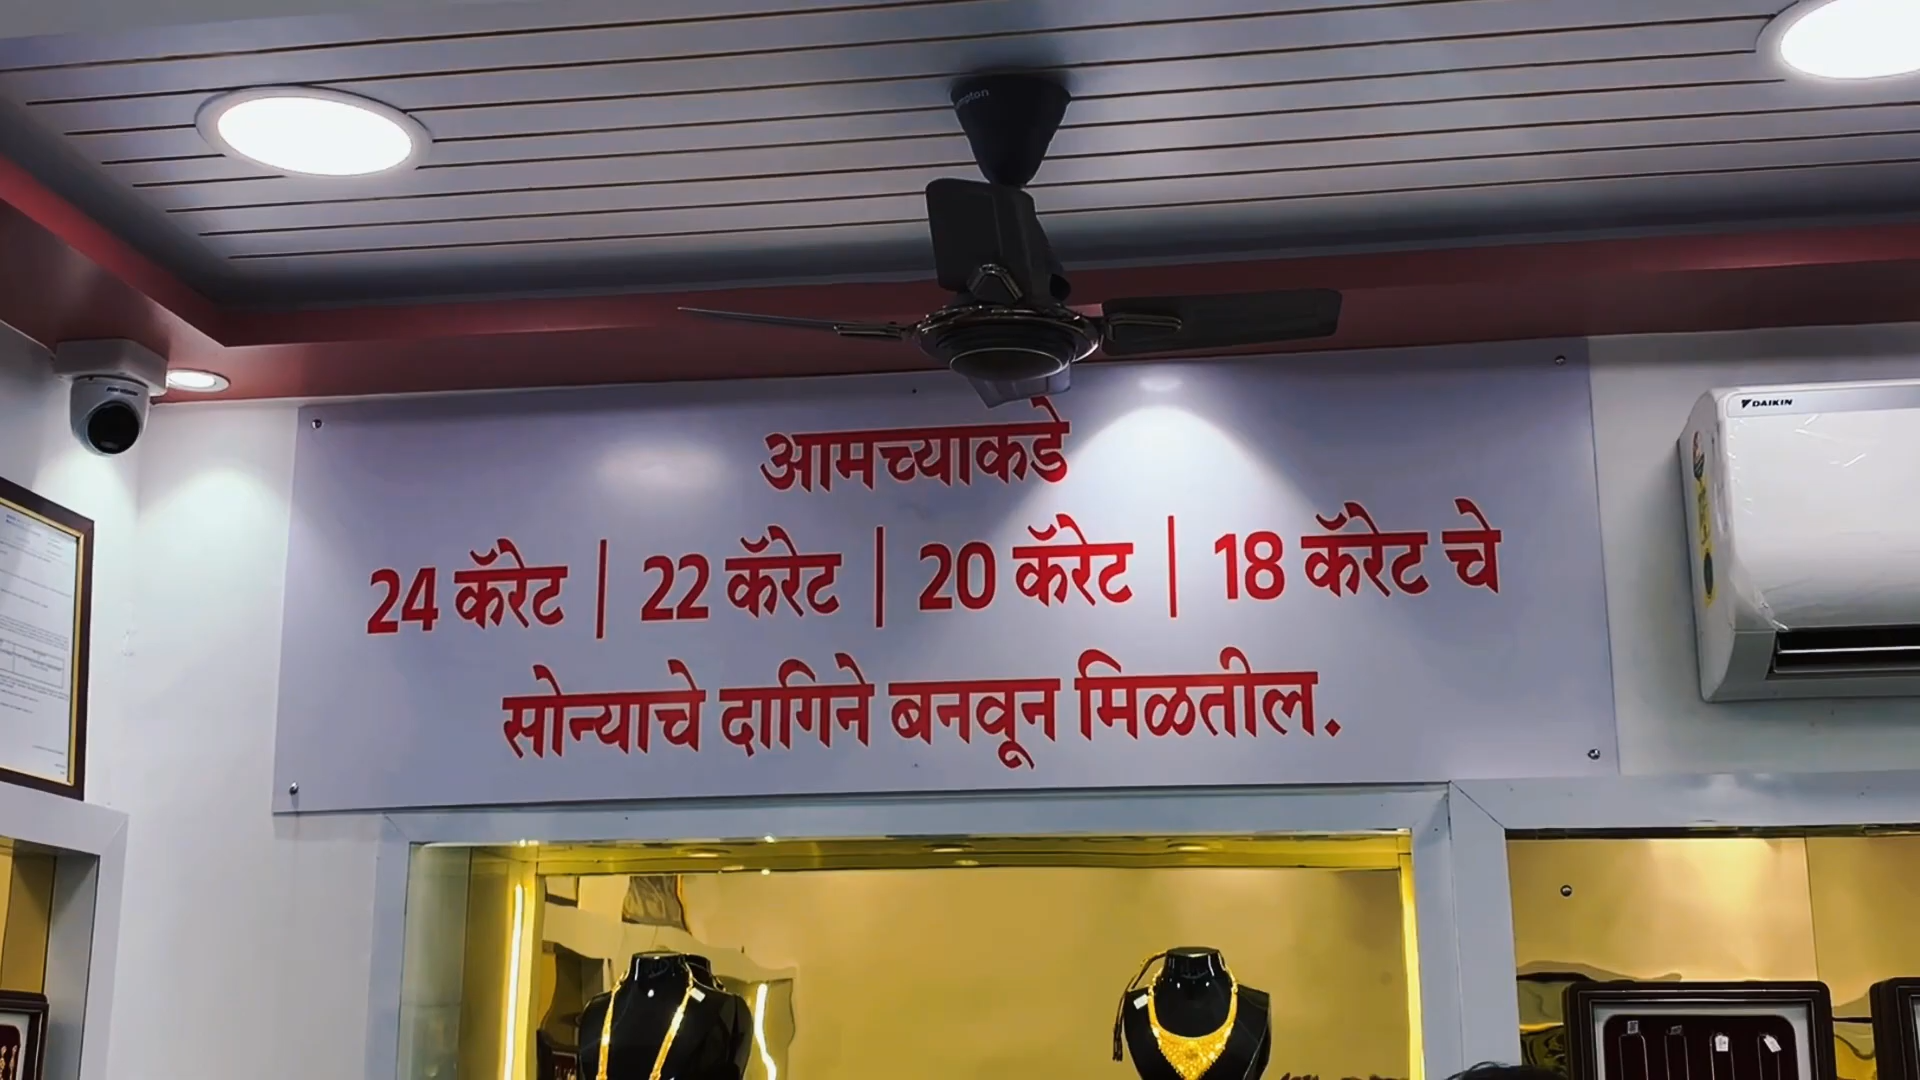 आमच्याकडे
24 कॅरेट | 22 कॅरेट | 20 कॅरेट | 18 कॅरेट चे
सोन्याचे दागिने बनवून मिळतील.
DAIKIN